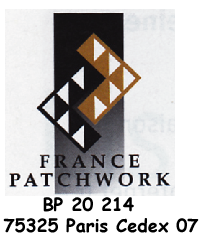 FRANCE
PATCHWORK
BP 20 214
75325 Paris Cedex 07